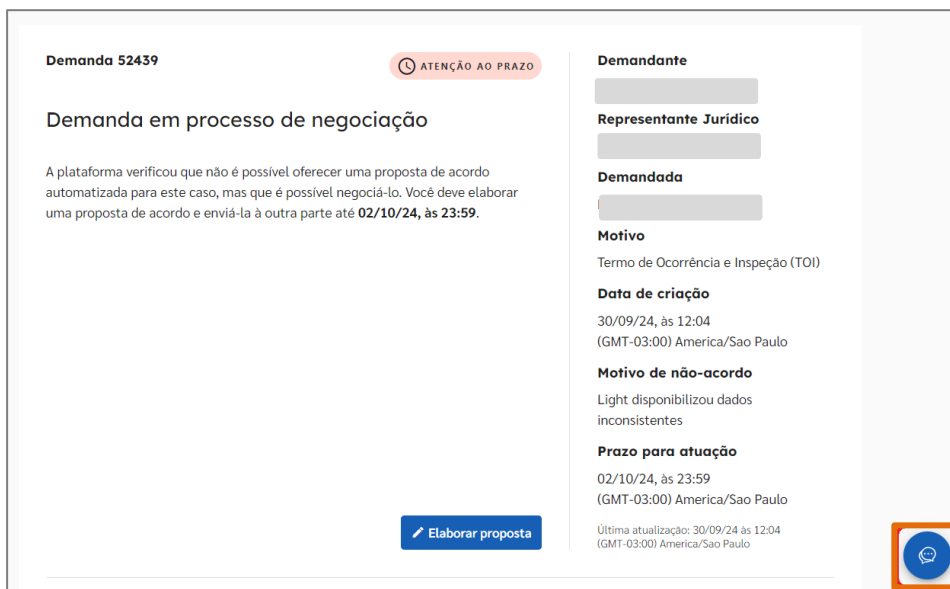 Demanda 52439
ATENÇÃO AO PRAZO
Demanda em processo de negociação
A plataforma verificou que não é possível oferecer uma proposta de acordo
automatizada para este caso, mas que é possível negociá-lo. Você deve elaborar
uma proposta de acordo e enviá-la à outra parte até 02/10/24, às 23:59.
Elaborar proposta
Demandante
Representante Jurídico
Demandada
Motivo
Termo de Ocorrência e Inspeção (TOI)
Data de criação
30/09/24, às 12:04
(GMT-03:00) America/Sao Paulo
Motivo de não-acordo
Light disponibilizou dados
inconsistentes
Prazo para atuação
02/10/24, às 23:59
(GMT-03:00) America/Sao Paulo
Última atualização: 30/09/24 às 12:04
(GMT-03:00) America/Sao Paulo